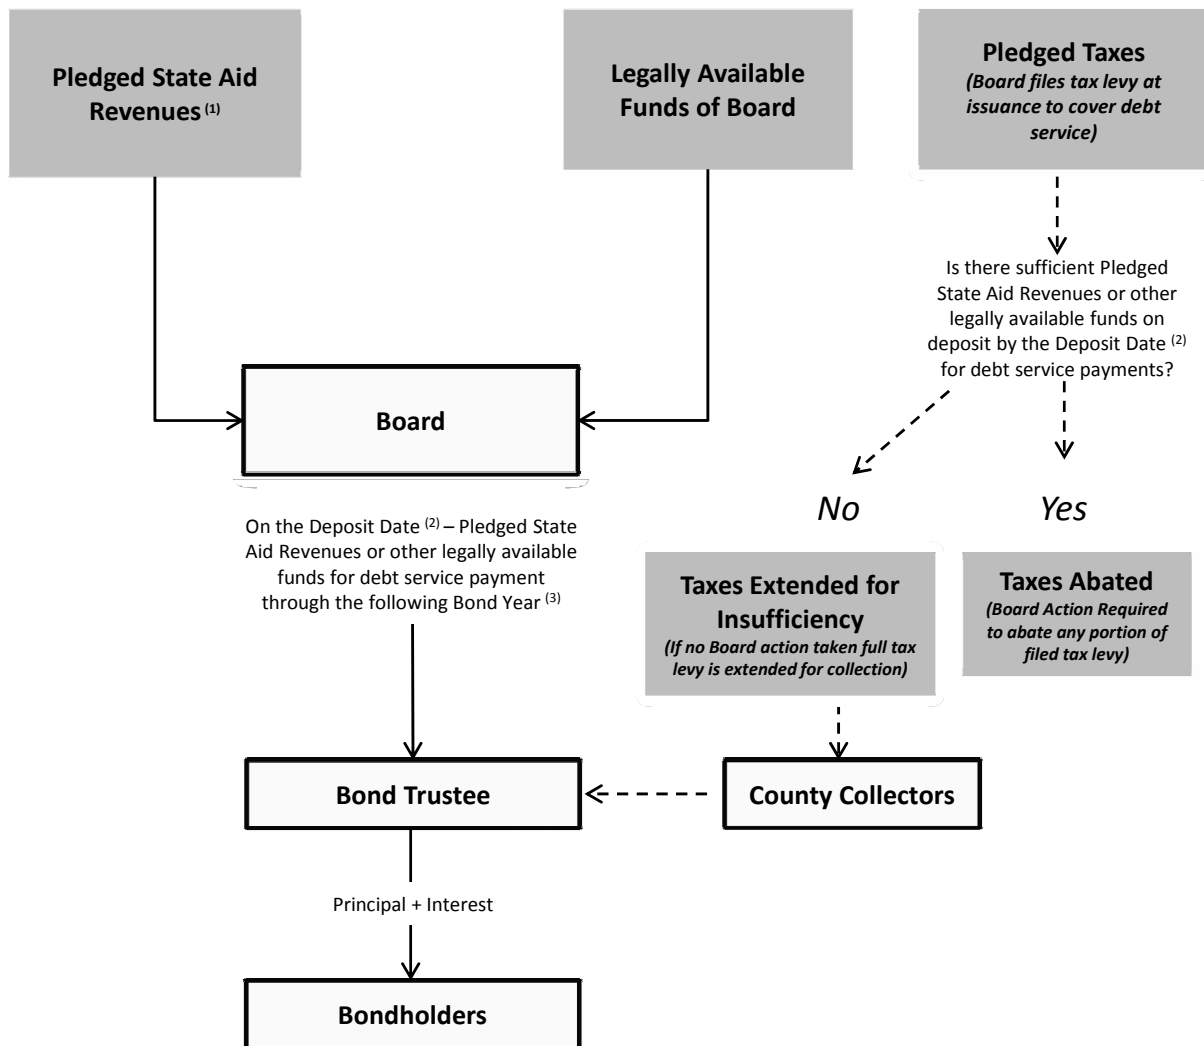 Pledged State Aid
Revenues (1)
Legally Available
Funds of Board
Pledged Taxes
(Board files tax levy at
issuance to cover debt
service)
Is there sufficient Pledged
State Aid Revenues or other
legally available funds on
deposit by the Deposit Date (2)
for debt service payments?
Board
No
Yes
On the Deposit Date (2) – Pledged State
Aid Revenues or other legally available
funds for debt service payment
through the following Bond Year (3)
Taxes Extended for
Insufficiency
(If no Board action taken full tax
levy is extended for collection)
Taxes Abated
(Board Action Required
to abate any portion of
filed tax levy)
Bond Trustee
County Collectors
Principal + Interest
Bondholders